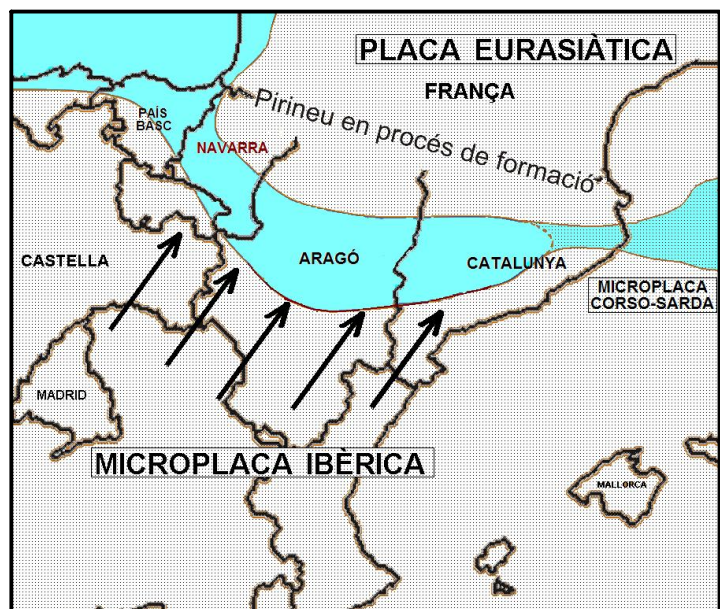 PLACA EURASIÀTICA
FRANÇA
Pirineu en procés de formació
PAÍS
BASC
NAVARRA
CASTELLA
ARAGÓ
CATALUNYA
MICROPLACA
CORSO-SARDA
MADRID
MICROPLACA IBÈRICA
MALLORCA